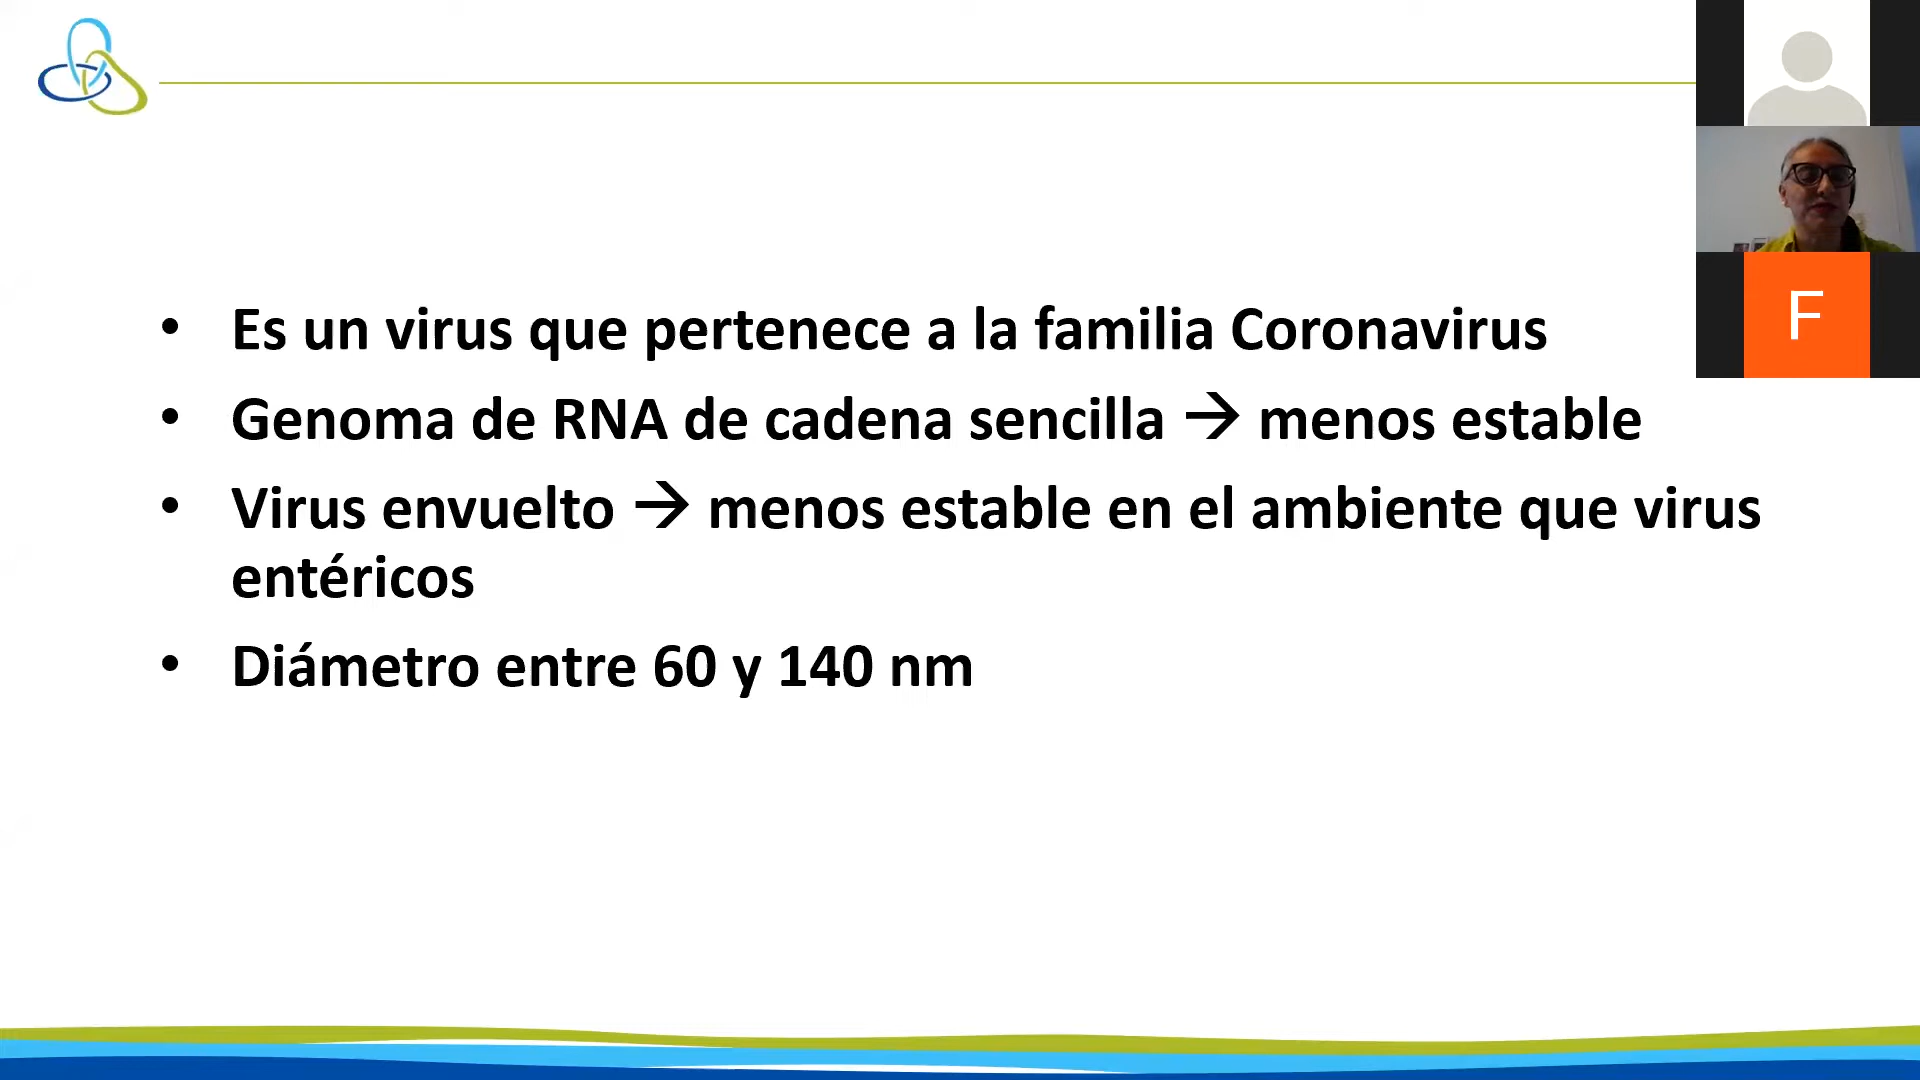 • Es un virus que pertenece a la familia Coronavirus
• Genoma de RNA de cadena sencilla → menos estable
• Virus envuelto → menos estable en el ambiente que virus
entéricos
• Diámetro entre 60 y 140 nm
F